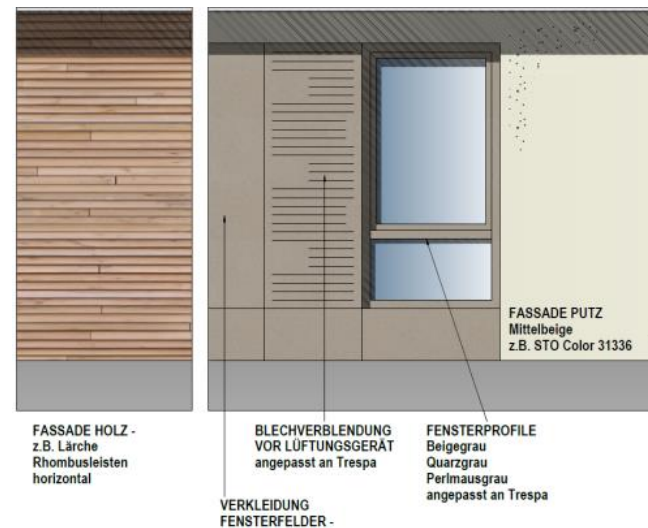 FASSADE PUTZ
Mittelbeige
z.B. STO Color 31336
FASSADE HOLZ -
z.B. Lärche
Rhombusleisten
horizontal
BLECHVERBLENDUNG
VOR LÜFTUNGSGERÄT
angepasst an Trespa
FENSTERPROFILE
Beigegrau
Quarzgrau
Perlmausgrau
angepasst an Trespa
VERKLEIDUNG
FENSTERFELDER -